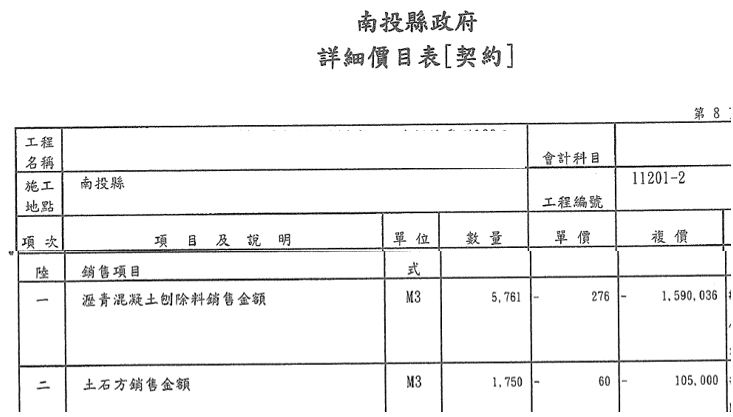 南投縣政府
詳細價目表[契約]
第 8
工程名稱
會計科目
施工地點 南投縣
工程編號 11201-2
項次 項目及說明 單位 數量 單價 複價
陸 銷售項目 式
一 瀝青混凝土刨除料銷售金額 M3 5,761 - 276 - 1,590,036
二 土石方銷售金額 M3 1,750 - 60 - 105,000